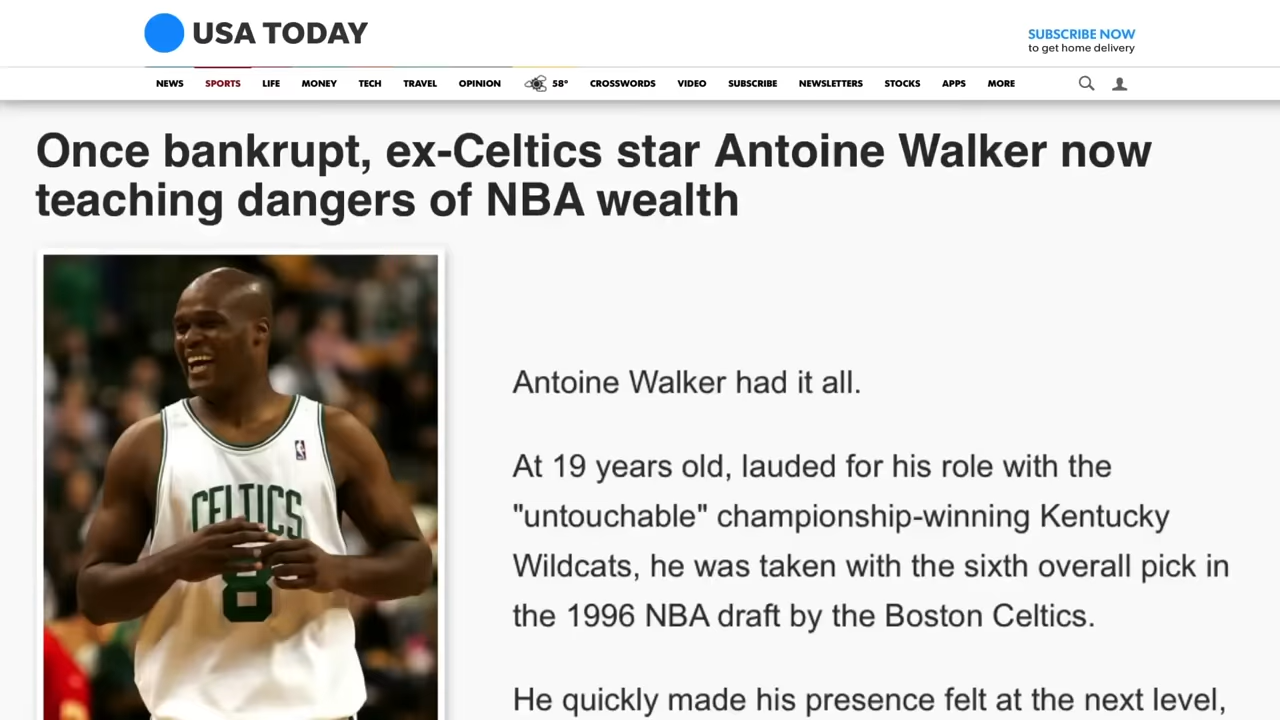 USA TODAY
SUBSCRIBE NOW
to get home delivery
NEWS SPORTS LIFE MONEY TECH TRAVEL OPINION 58° CROSSWORDS VIDEO SUBSCRIBE NEWSLETTERS STOCKS APPS MORE
Once bankrupt, ex-Celtics star Antoine Walker now
teaching dangers of NBA wealth
CELTICS
8
Antoine Walker had it all.
At 19 years old, lauded for his role with the
"untouchable" championship-winning Kentucky
Wildcats, he was taken with the sixth overall pick in
the 1996 NBA draft by the Boston Celtics.
He quickly made his presence felt at the next level,